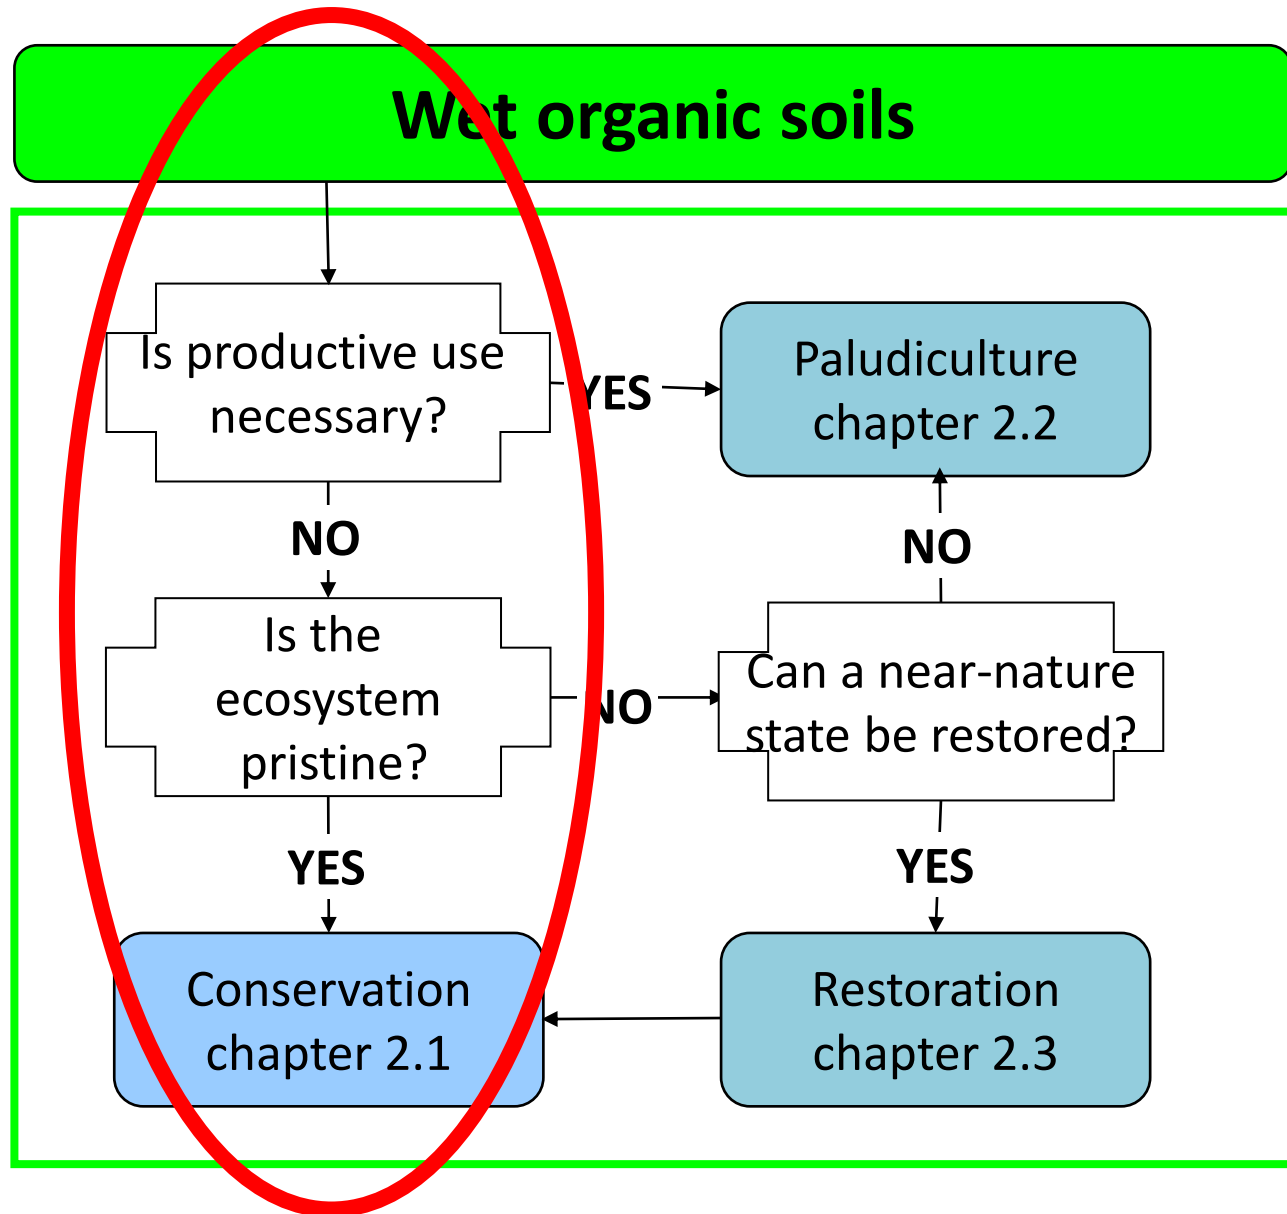 Wet organic soils
Is productive use
necessary?
YES
Paludiculture
chapter 2.2
NO
NO
Is the
ecosystem
pristine?
NO
Can a near-nature
state be restored?
YES
YES
Conservation
chapter 2.1
Restoration
chapter 2.3